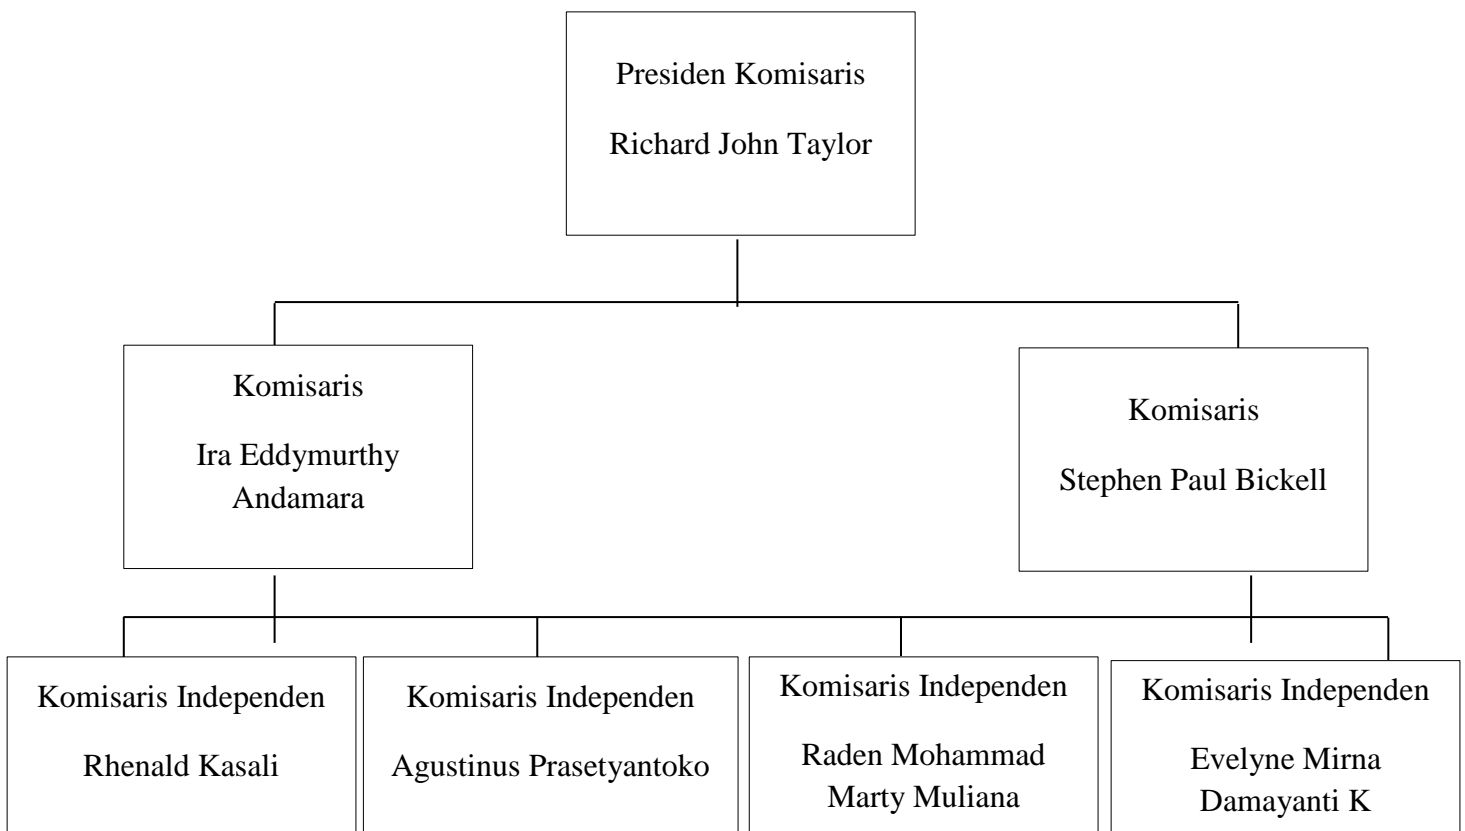 Presiden Komisaris
Richard John Taylor
Komisaris
Ira Eddymurthy
Andamara
Komisaris
Stephen Paul Bickell
Komisaris Independen
Rhenald Kasali
Komisaris Independen
Agustinus Prasetyantoko
Komisaris Independen
Raden Mohammad
Marty Muliana
Komisaris Independen
Evelyne Mirna
Damayanti K